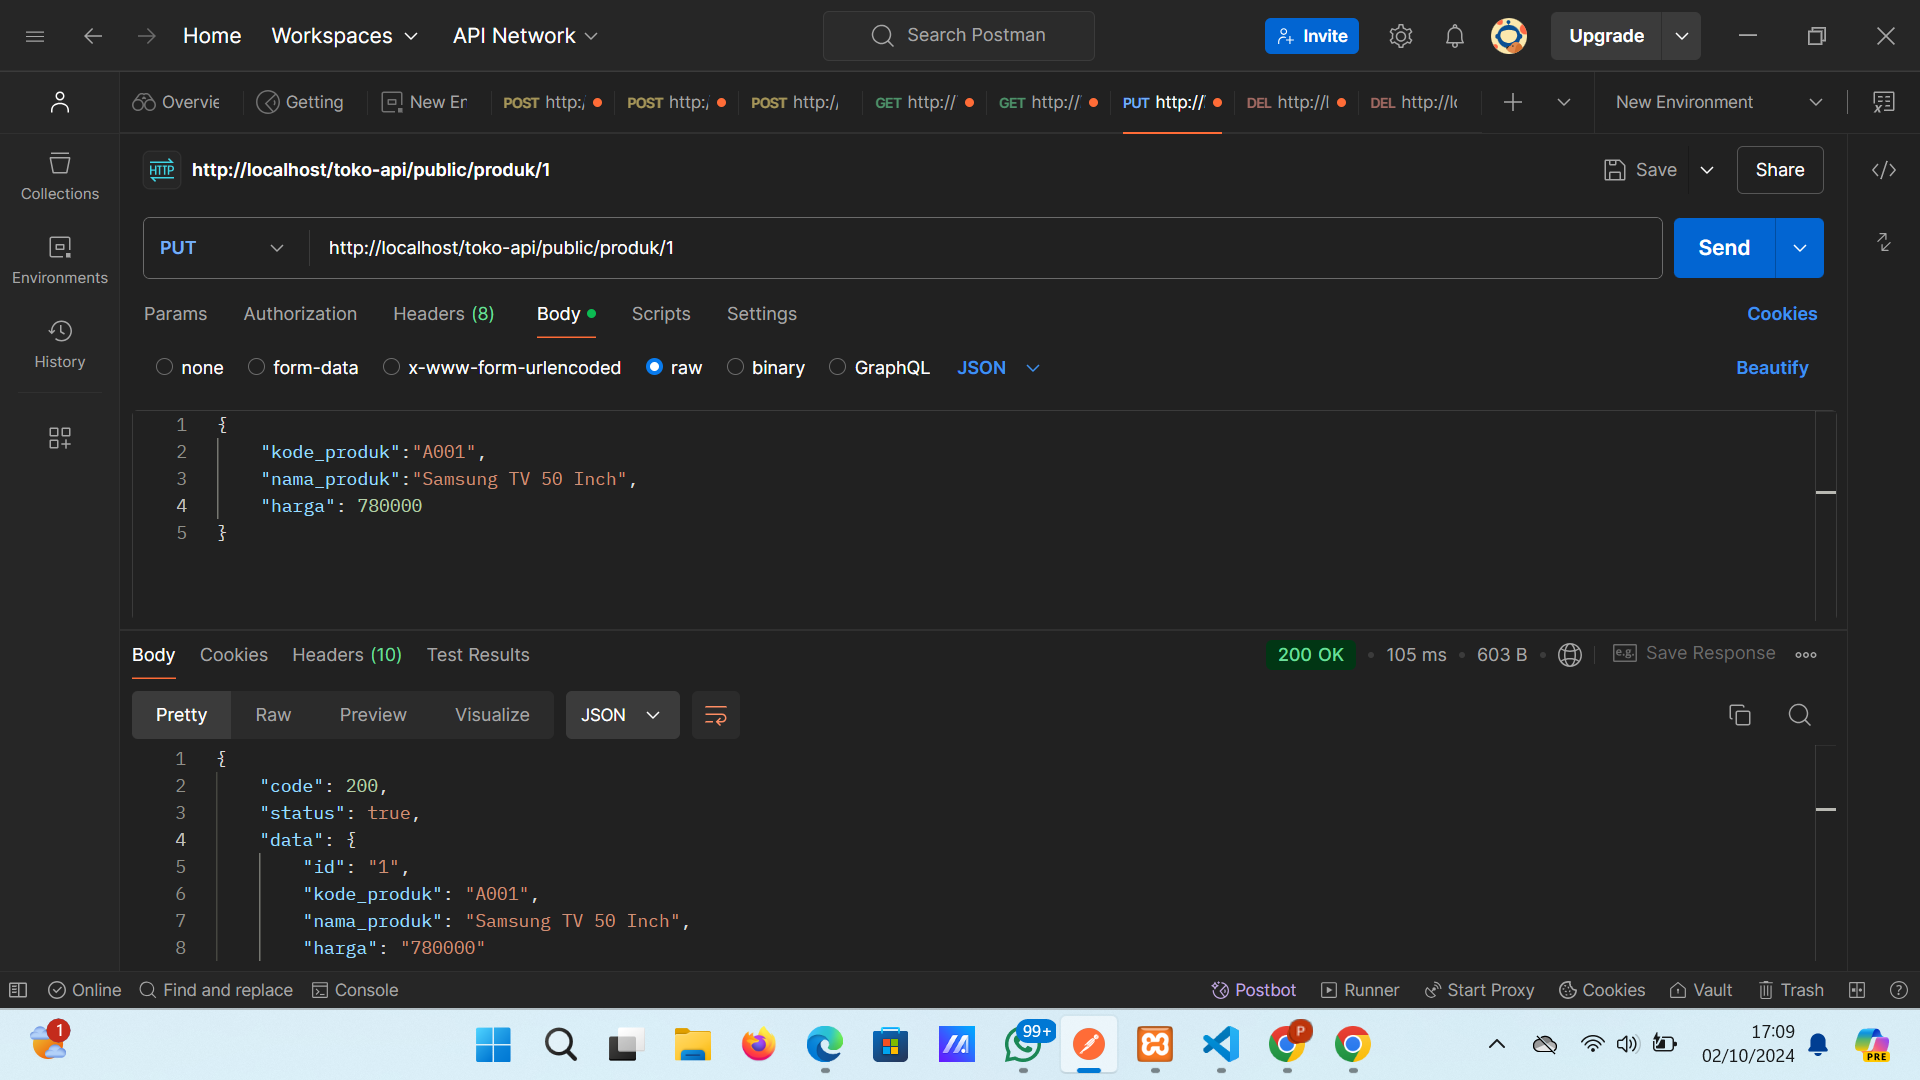 Home Workspaces API Network Search Postman Invite Upgrade
Overvie Getting New En POST http:/ POST http:/ POST http:/ GET http:// GET http:// PUT http:// DEL http://l DEL http://lo New Environment
HTTP http://localhost/toko-api/public/produk/1 Save Share
Collections
PUT http://localhost/toko-api/public/produk/1 Send
Environments
Params Authorization Headers (8) Body Scripts Settings Cookies
History
none form-data x-www-form-urlencoded raw binary GraphQL JSON Beautify
1 {
2 "kode_produk":"A001",
3 "nama_produk":"Samsung TV 50 Inch",
4 "harga": 780000
5 }
Body Cookies Headers (10) Test Results 200 OK 105 ms 603 B e.g. Save Response
Pretty Raw Preview Visualize JSON
1 {
2 "code": 200,
3 "status": true,
4 "data": {
5 "id": "1",
6 "kode_produk": "A001",
7 "nama_produk": "Samsung TV 50 Inch",
8 "harga": "780000"
Online Find and replace Console Postbot Runner Start Proxy Cookies Vault Trash
1 99+ P 17:09 PRE
02/10/2024